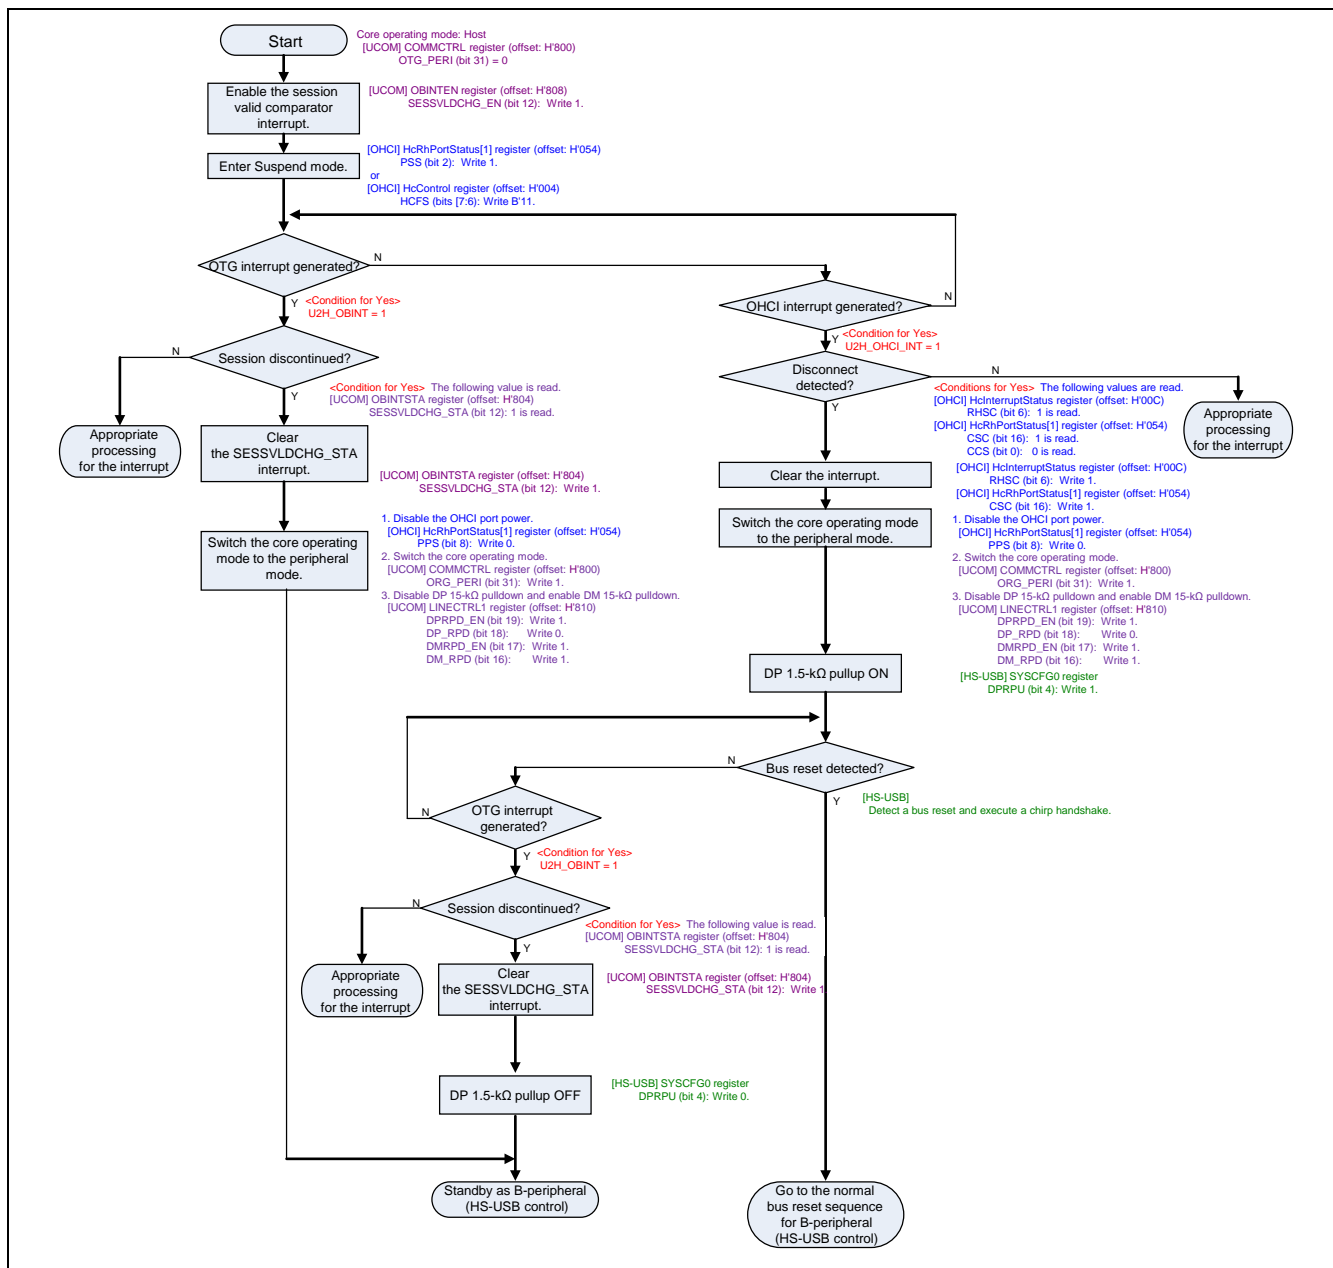 Start
Core operating mode: Host
[UCOM] COMMCTRL register (offset: H'800)
OTG_PERI (bit 31) = 0
Enable the session
valid comparator
interrupt.
[UCOM] OBINTEN register (offset: H'808)
SESSVLDCHG_EN (bit 12):  Write 1.
Enter Suspend mode.
[OHCI] HcRhPortStatus[1] register (offset: H'054)
PSS (bit 2):  Write 1.
or
[OHCI] HcControl register (offset: H'004)
HCFS (bits [7:6): Write B'11.
OTG interrupt generated?
N
Y
<Condition for Yes>
U2H_OBINT = 1
OHCI interrupt generated?
N
Y
<Condition for Yes>
U2H_OHCI_INT = 1
Session discontinued?
N
Y
<Condition for Yes>  The following value is read.
[UCOM] OBINTSTA register (offset: H'804)
SESSVLDCHG_STA (bit 12): 1 is read.
Disconnect
detected?
N
Y
<Conditions for Yes>  The following values are read.
[OHCI] HcInterruptStatus register (offset: H'00C)
RHSC (bit 6):  1 is read.
[OHCI] HcRhPortStatus[1] register (offset: H'054)
CSC (bit 16):  1 is read.
CCS (bit 0):  0 is read.
Appropriate
processing
for the interrupt
Appropriate
processing
for the interrupt
Clear
the SESSVLDCHG_STA
interrupt.
[UCOM] OBINTSTA register (offset: H'804)
SESSVLDCHG_STA (bit 12):  Write 1.
Clear the interrupt.
[OHCI] HcInterruptStatus register (offset: H'00C)
RHSC (bit 6):  Write 1.
[OHCI] HcRhPortStatus[1] register (offset: H'054)
CSC (bit 16):  Write 1.
Switch the core operating
mode to the peripheral
mode.
1. Disable the OHCI port power.
[OHCI] HcRhPortStatus[1] register (offset: H'054)
PPS (bit 8): Write 0.
2. Switch the core operating mode.
[UCOM] COMMCTRL register (offset: H'800)
ORG_PERI (bit 31): Write 1.
3. Disable DP 15-kΩ pulldown and enable DM 15-kΩ pulldown.
[UCOM] LINECTRL1 register (offset: H'810)
DPRPD_EN (bit 19): Write 1.
DP_RPD (bit 18):  Write 0.
DMRPD_EN (bit 17):  Write 1.
DM_RPD (bit 16):  Write 1.
Switch the core operating mode
to the peripheral mode.
1. Disable the OHCI port power.
[OHCI] HcRhPortStatus[1] register (offset: H'054)
PPS (bit 8): Write 0.
2. Switch the core operating mode.
[UCOM] COMMCTRL register (offset: H'800)
ORG_PERI (bit 31): Write 1.
3. Disable DP 15-kΩ pulldown and enable DM 15-kΩ pulldown.
[UCOM] LINECTRL1 register (offset: H'810)
DPRPD_EN (bit 19): Write 1.
DP_RPD (bit 18):  Write 0.
DMRPD_EN (bit 17):  Write 1.
DM_RPD (bit 16):  Write 1.
DP 1.5-kΩ pullup ON
[HS-USB] SYSCFG0 register
DPRPU (bit 4): Write 1.
Bus reset detected?
N
Y
[HS-USB]
Detect a bus reset and execute a chirp handshake.
OTG interrupt
generated?
N
Y
<Condition for Yes>
U2H_OBINT = 1
Session discontinued?
N
Y
<Condition for Yes>  The following value is read.
[UCOM] OBINTSTA register (offset: H'804)
SESSVLDCHG_STA (bit 12): 1 is read.
Appropriate
processing
for the interrupt
Clear
the SESSVLDCHG_STA
interrupt.
[UCOM] OBINTSTA register (offset: H'804)
SESSVLDCHG_STA (bit 12):  Write 1
DP 1.5-kΩ pullup OFF
[HS-USB] SYSCFG0 register
DPRPU (bit 4): Write 0.
Standby as B-peripheral
(HS-USB control)
Go to the normal
bus reset sequence
for B-peripheral
(HS-USB control)